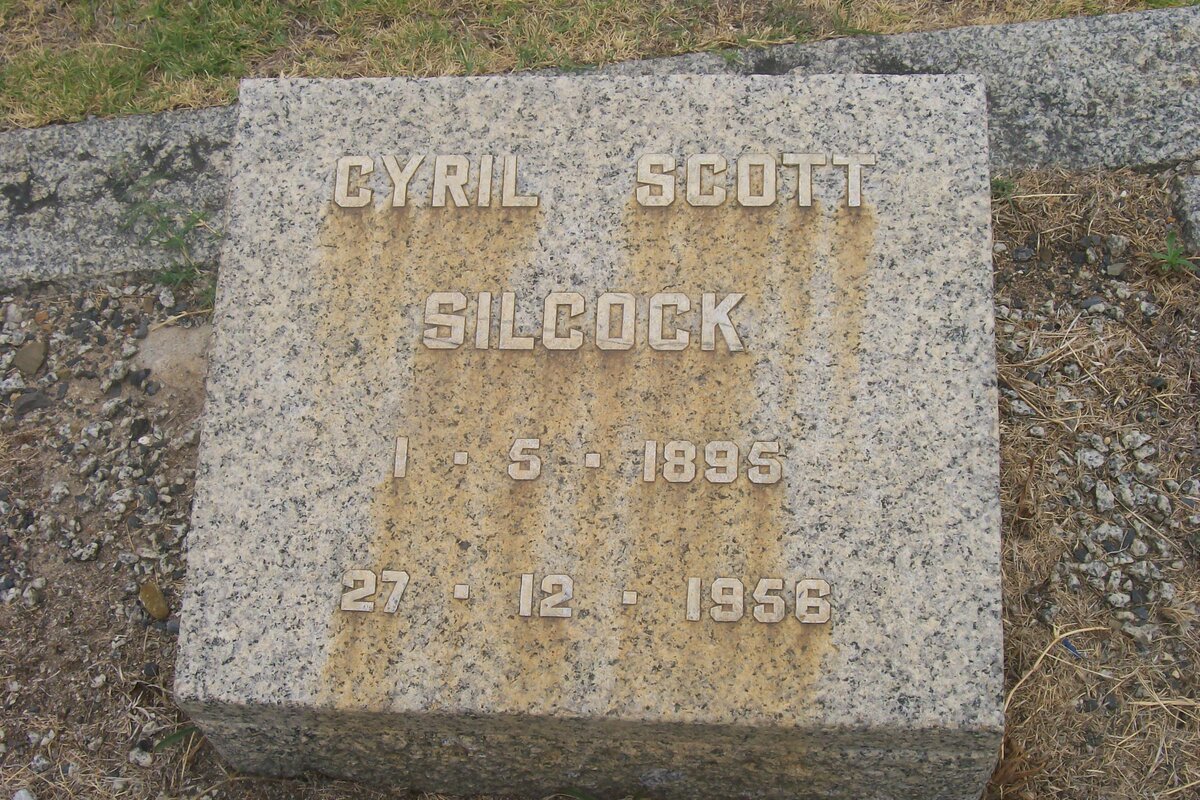 CYRIL SCOTT
SILCOCK
1 · 5 · 1895
27 · 12 · 1956